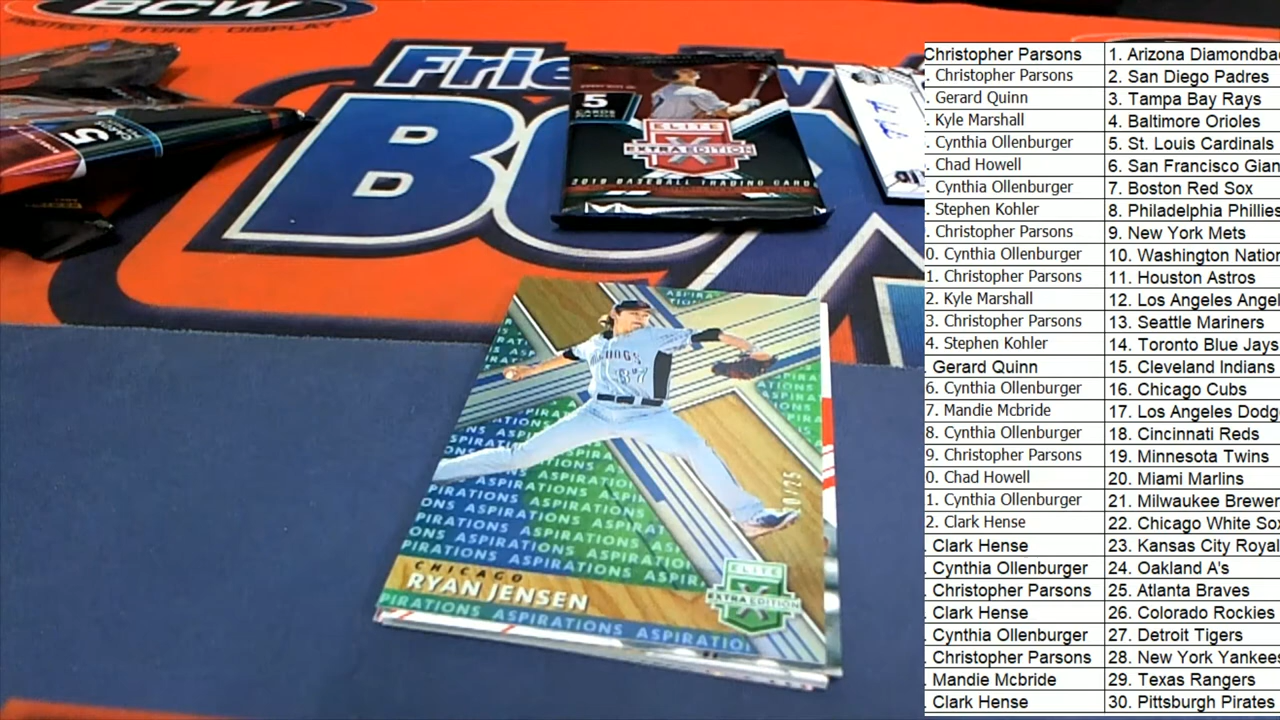 BCW
PROTECT . STORE . DISPLAY
Frie
BO
5
5
CARDS
ELITE
X
EXTRA EDITION
2019 BASEBALL TRADING CARD
ASPIRATIONS
37
ELITE
X
EXTRA EDITION
CHICAGO
RYAN JENSEN
PIRATIONS ASPIRATIONS ASPIRATIO
Christopher Parsons 1. Arizona Diamondba
. Christopher Parsons 2. San Diego Padres
. Gerard Quinn 3. Tampa Bay Rays
. Kyle Marshall 4. Baltimore Orioles
. Cynthia Ollenburger 5. St. Louis Cardinals
. Chad Howell 6. San Francisco Gian
. Cynthia Ollenburger 7. Boston Red Sox
. Stephen Kohler 8. Philadelphia Phillies
. Christopher Parsons 9. New York Mets
0. Cynthia Ollenburger 10. Washington Nation
1. Christopher Parsons 11. Houston Astros
2. Kyle Marshall 12. Los Angeles Angel
3. Christopher Parsons 13. Seattle Mariners
4. Stephen Kohler 14. Toronto Blue Jays
Gerard Quinn 15. Cleveland Indians
6. Cynthia Ollenburger 16. Chicago Cubs
7. Mandie Mcbride 17. Los Angeles Dodg
8. Cynthia Ollenburger 18. Cincinnati Reds
9. Christopher Parsons 19. Minnesota Twins
0. Chad Howell 20. Miami Marlins
1. Cynthia Ollenburger 21. Milwaukee Brewer
2. Clark Hense 22. Chicago White Sox
. Clark Hense 23. Kansas City Royal
. Cynthia Ollenburger 24. Oakland A's
. Christopher Parsons 25. Atlanta Braves
. Clark Hense 26. Colorado Rockies
. Cynthia Ollenburger 27. Detroit Tigers
. Christopher Parsons 28. New York Yankees
. Mandie Mcbride 29. Texas Rangers
. Clark Hense 30. Pittsburgh Pirates